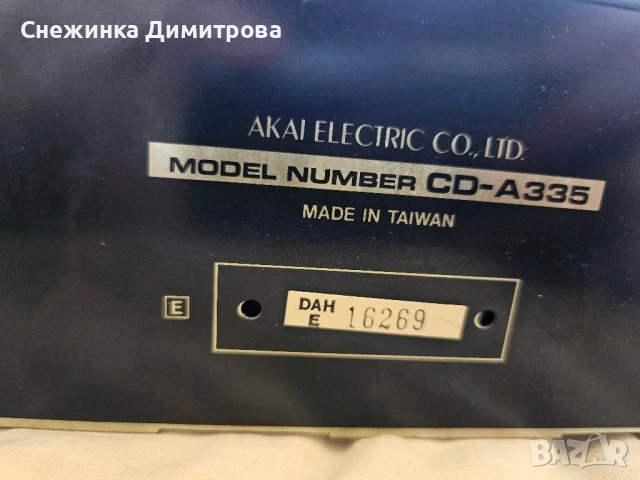 Снежинка Димитрова
AKAI ELECTRIC CO., LTD.
MODEL NUMBER CD-A335
MADE IN TAIWAN
E
DAH
E 16269
BAZAR